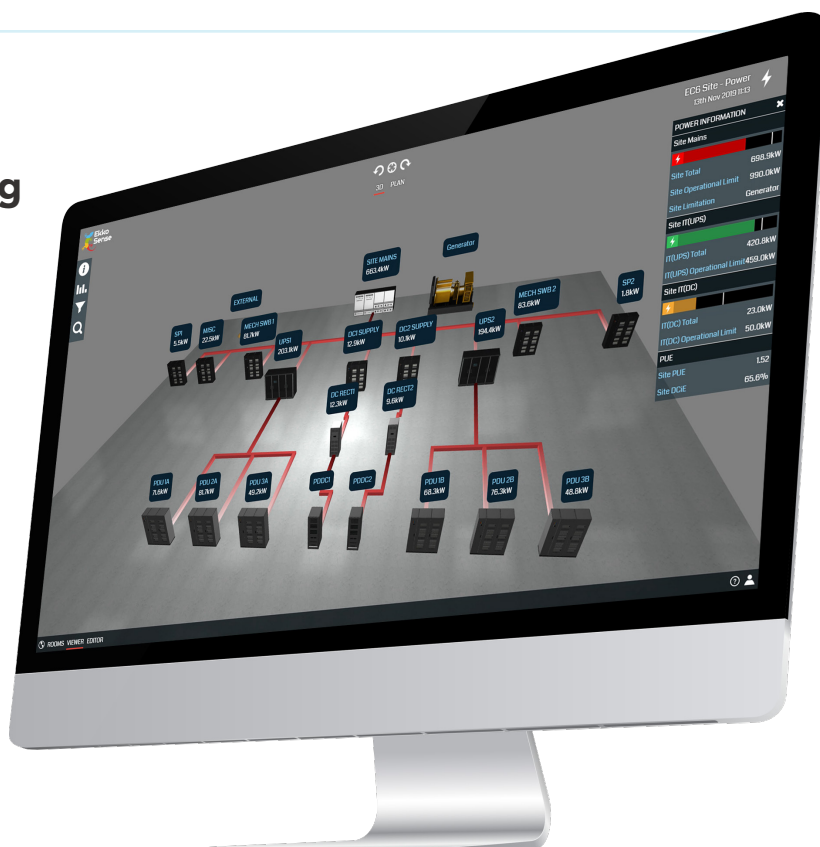 g
EC6 Site - Power
13th Nov 2019 11:13
3D PLAN
Ekko
Sense
POWER INFORMATION
Site Mains
Site Total 698.9kW
Site Operational Limit 990.0kW
Site Limitation Generator
Site IT(UPS)
IT(UPS) Total 420.8kW
IT(UPS) Operational Limit 459.0kW
Site IT(DC)
IT(DC) Total 23.0kW
IT(DC) Operational Limit 50.0kW
PUE
Site PUE 1.52
Site DCiE 65.6%
SITE MAINS
663.4kW
Generator
EXTERNAL
SP1
5.5kW
MISC
22.5kW
MECH SWB 1
81.7kW
UPS1
203.1kW
DC1 SUPPLY
12.9kW
DC2 SUPPLY
10.1kW
UPS2
194.4kW
MECH SWB 2
83.6kW
SP2
1.8kW
DC RECT1
12.3kW
DC RECT2
9.6kW
PDU 1A
71.6kW
PDU 2A
81.7kW
PDU 3A
49.2kW
PDDC1
PDDC2
PDU 1B
68.3kW
PDU 2B
76.3kW
PDU 3B
48.8kW
ROOMS VIEWER EDITOR